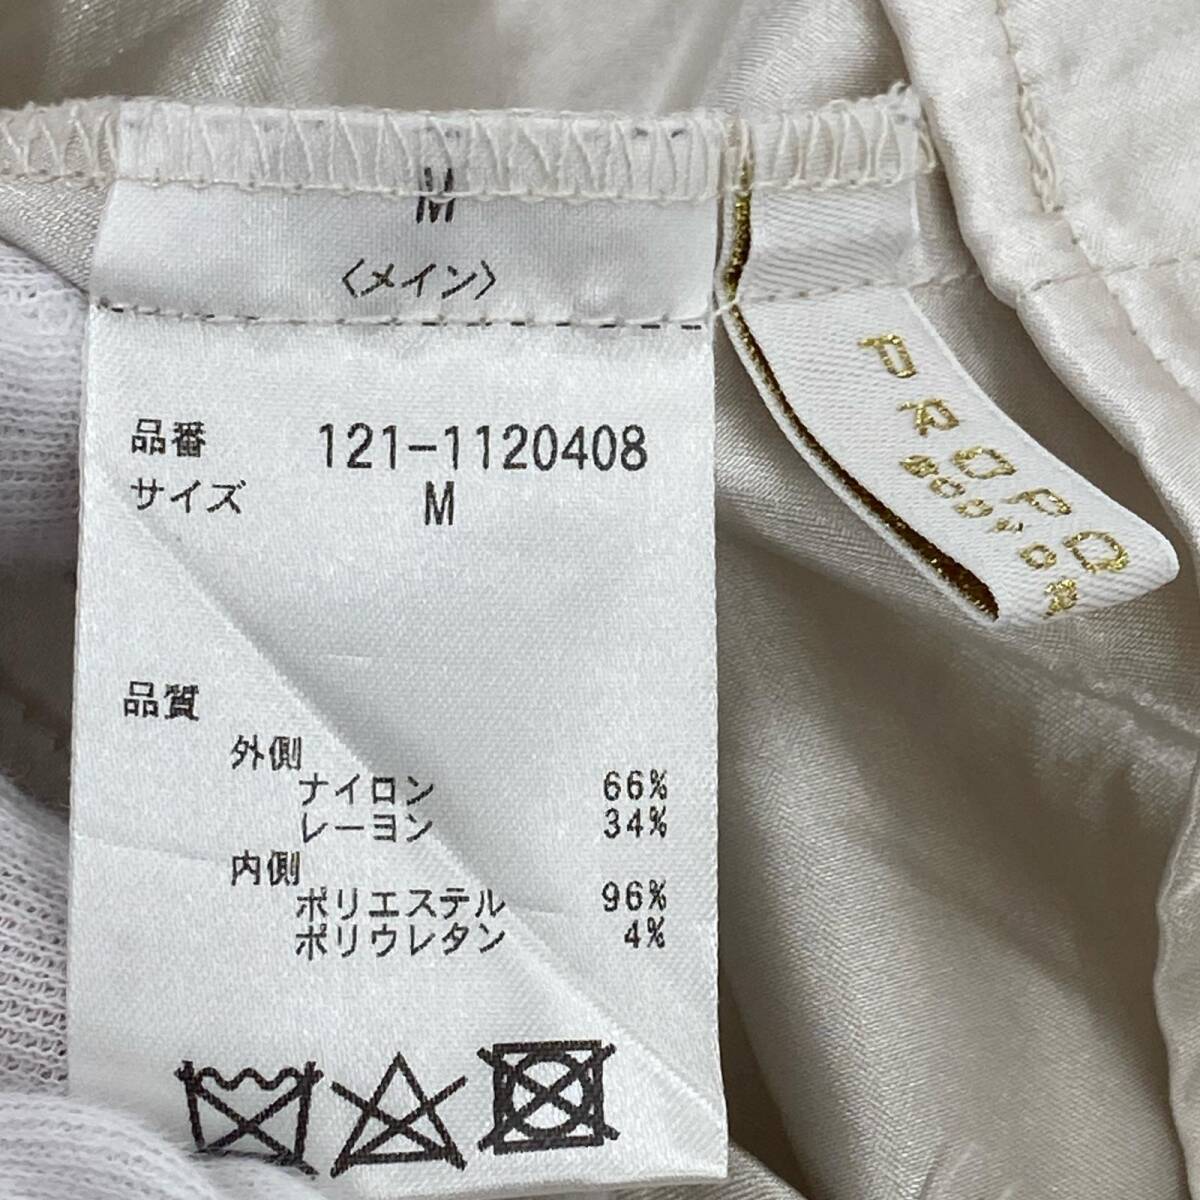 M
〈メイン〉
品番 121-1120408
サイズ M
品質
外側
ナイロン 66%
レーヨン 34%
内側
ポリエステル 96%
ポリウレタン 4%
PROPO
BODY